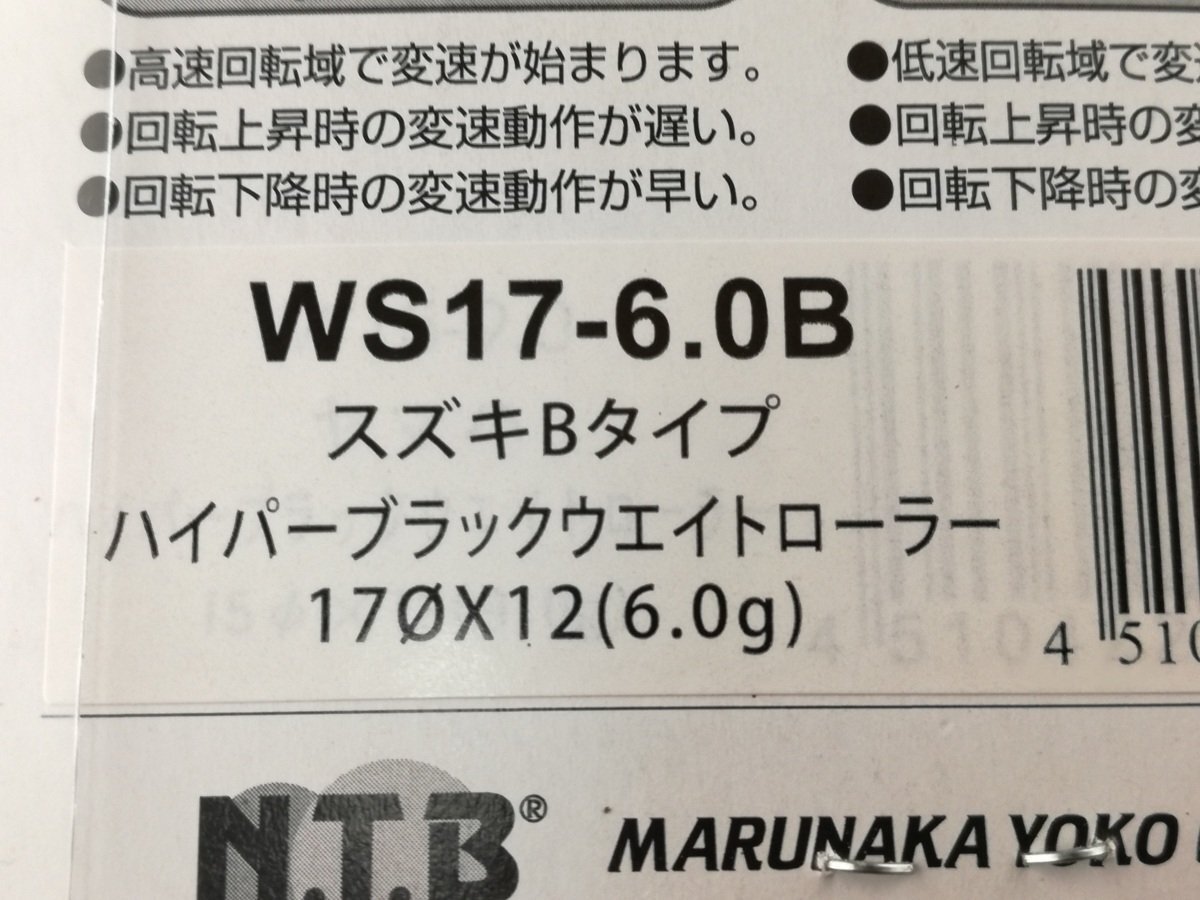 ●高速回転域で変速が始まります。
●回転上昇時の変速動作が遅い。
●回転下降時の変速動作が早い。
●低速回転域で変速
●回転上昇時の変
●回転下降時の変
WS17-6.0B
スズキBタイプ
ハイパーブラックウエイトローラー
17ØX12(6.0g)
4 510
N.T.B®
MARUNAKA YOKO